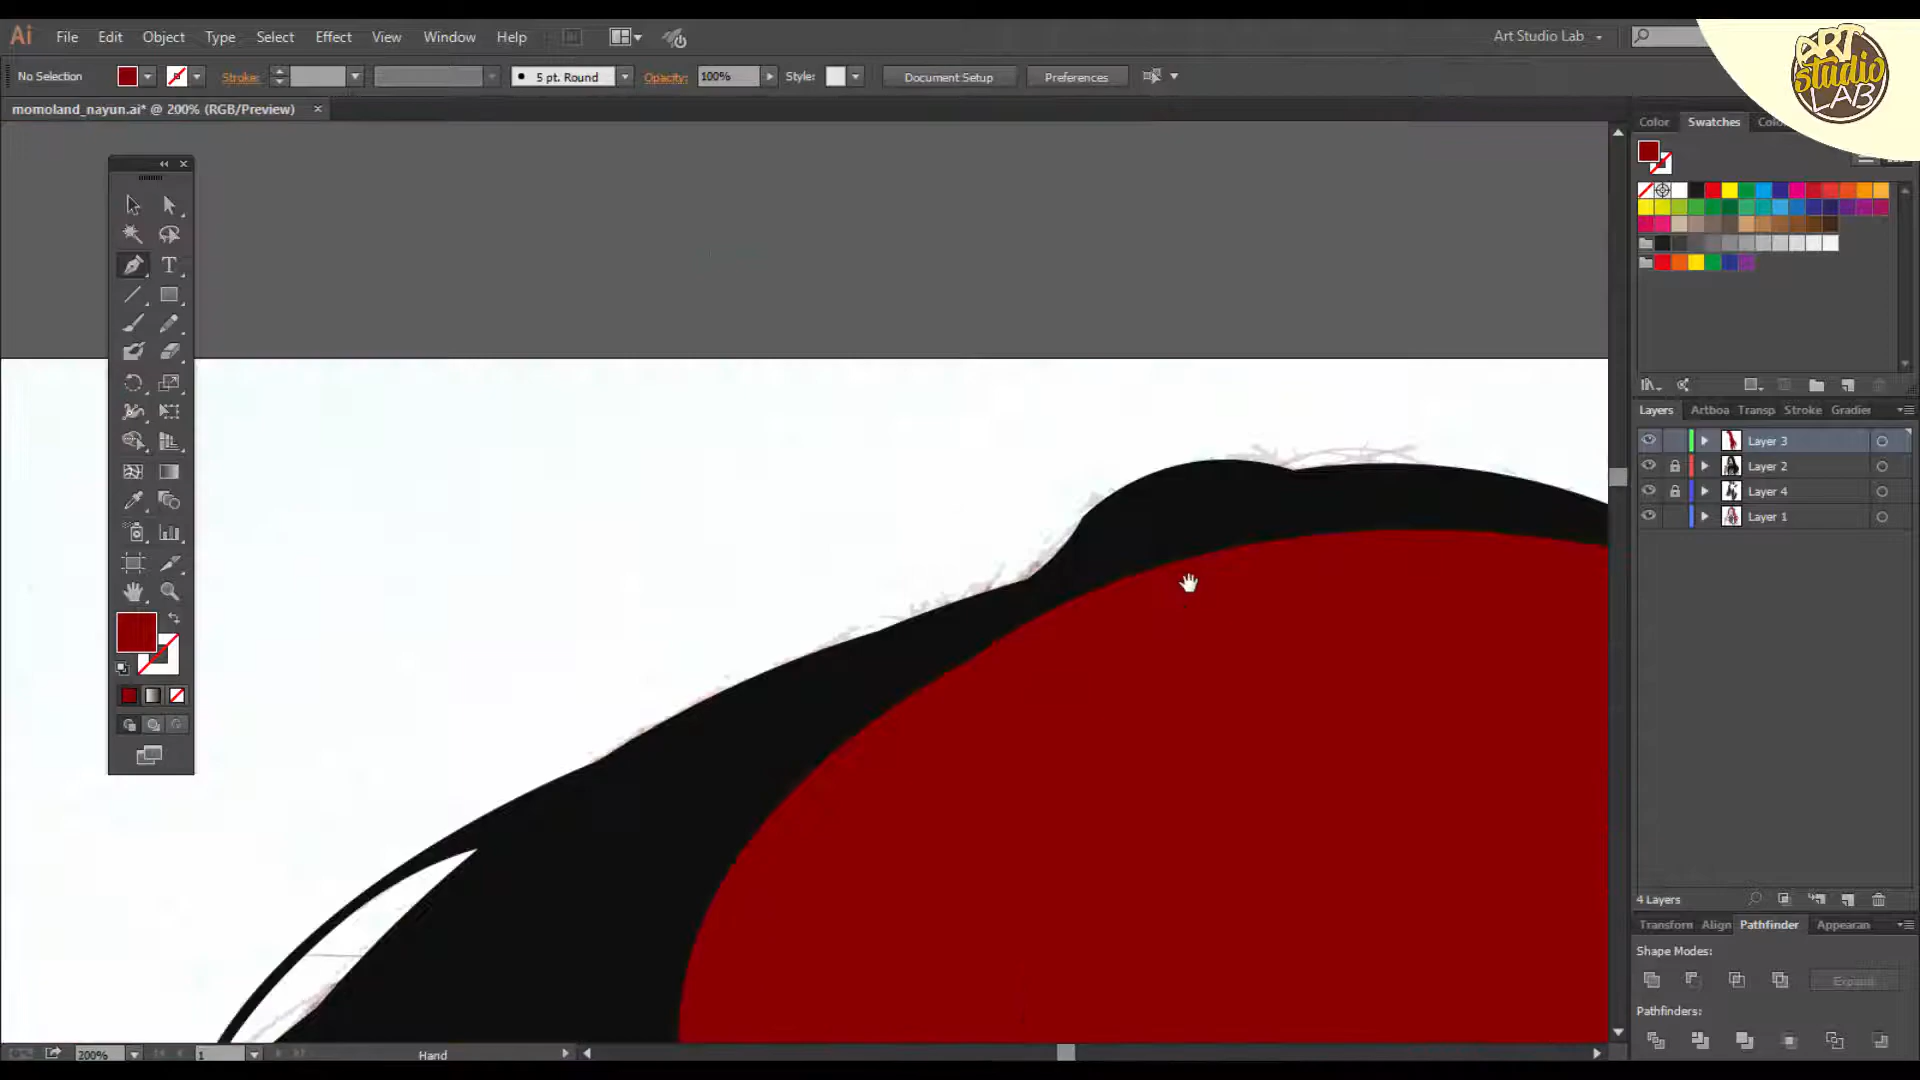 Ai File Edit Object Type Select Effect View Window Help Art Studio Lab
No Selection Stroke: 5 pt. Round Opacity: 100% Style: Document Setup Preferences
momoland_nayun.ai* @ 200% (RGB/Preview)
ART
Studio
LAB
Color Swatches Colo
T
Layers Artboa Transp Stroke Gradier
Layer 3
Layer 2
Layer 4
Layer 1
4 Layers
Transform Align Pathfinder Appearan
Shape Modes:
Expand
Pathfinders:
200% 1 Hand